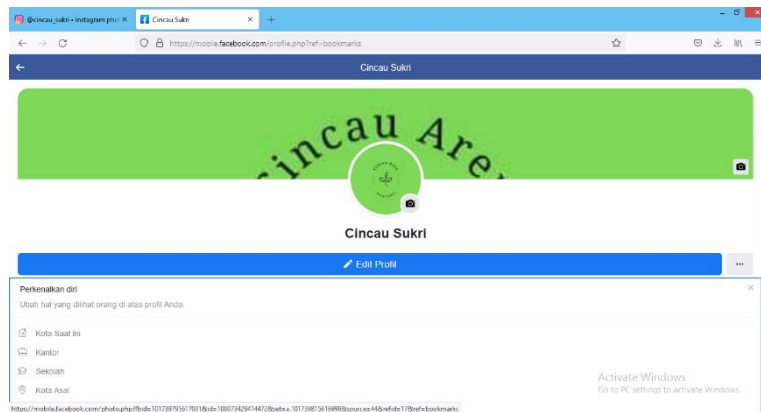 @cincau_sukri • Instagram pho
Cincau Sukri
https://mobile.facebook.com/profile.php?ref=bookmarks
Cincau Sukri
Cincau Are
Cincau Sukri
Edit Profil
Perkenalkan diri
Ubah hal yang dilihat orang di atas profil Anda.
Kota Saat Ini
Kantor
Sekolah
Kota Asal
Activate Windows
Go to PC settings to activate Windows.